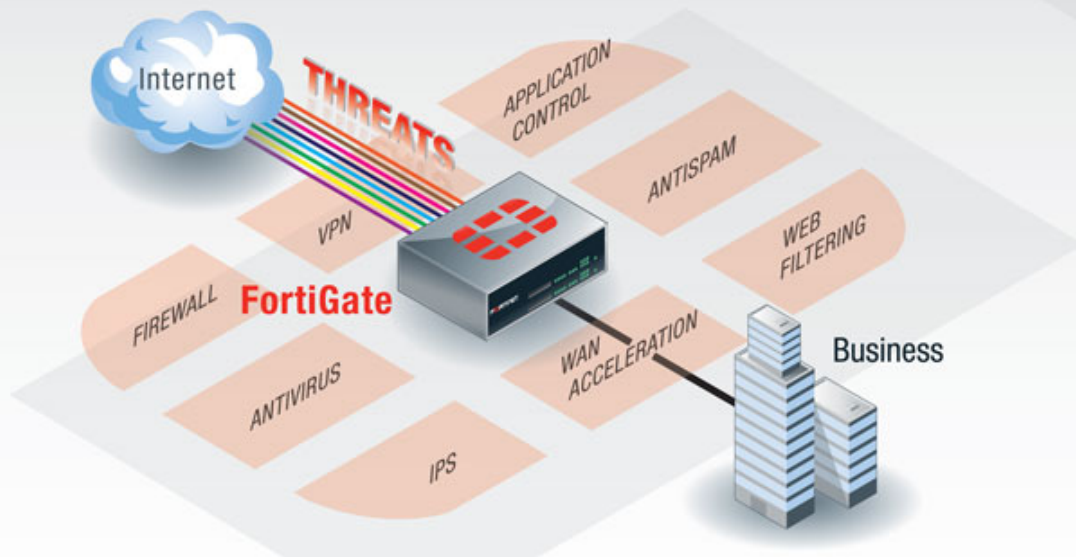 Internet
THREATS
APPLICATION
CONTROL
ANTISPAM
WEB
FILTERING
VPN
FIREWALL
FortiGate
ANTIVIRUS
IPS
WAN
ACCELERATION
Business